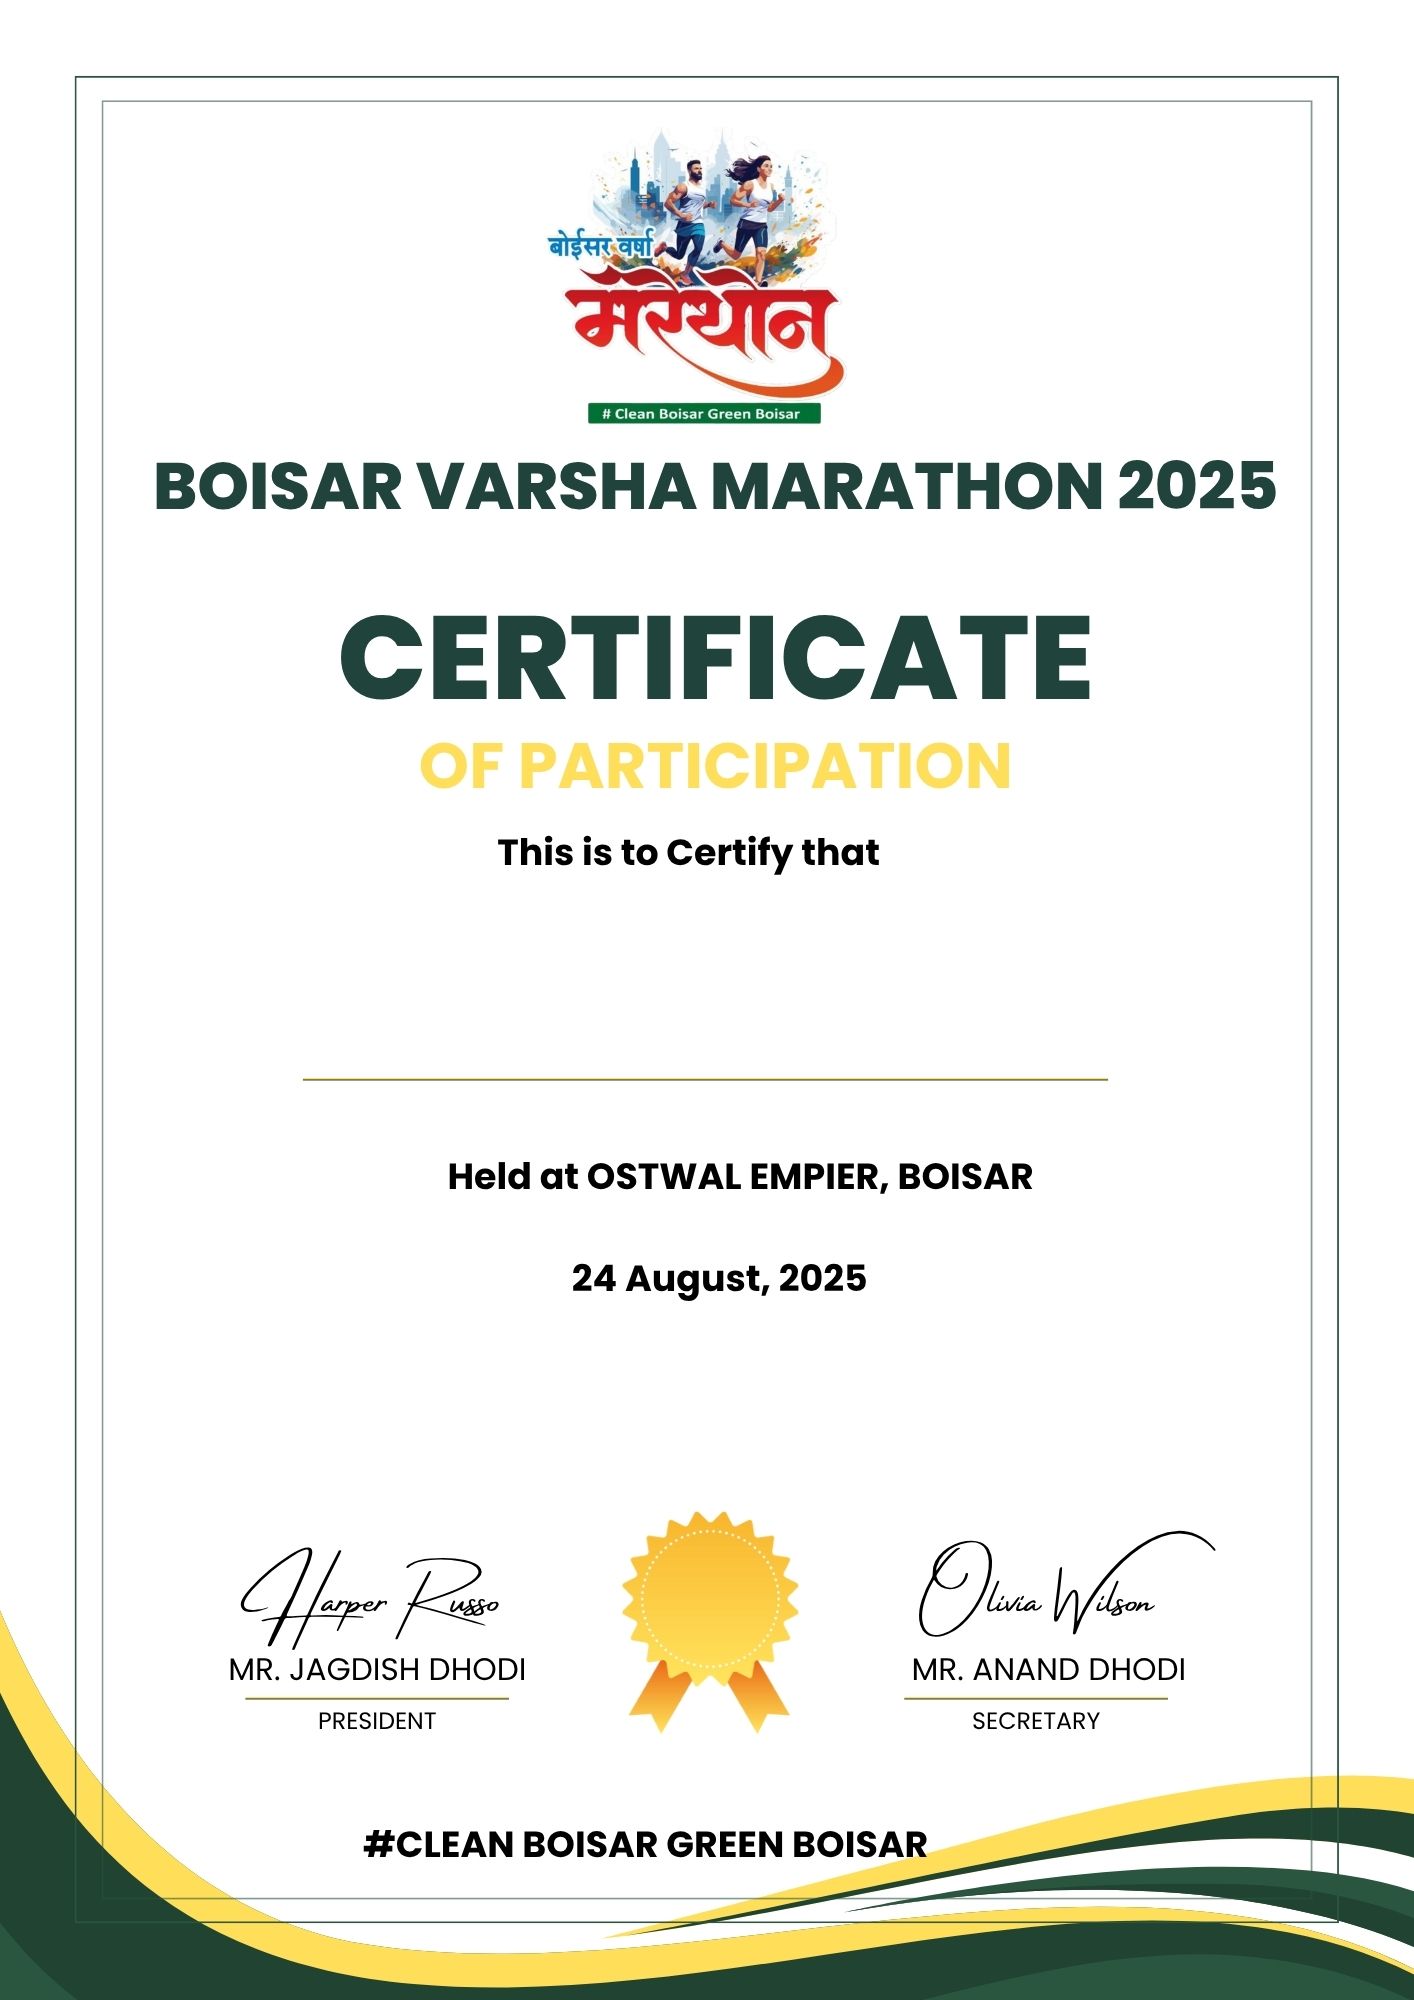 बोईसर वर्षा
मॅरेथॉन
# Clean Boisar Green Boisar
BOISAR VARSHA MARATHON 2025
CERTIFICATE
OF PARTICIPATION
This is to Certify that
Held at OSTWAL EMPIER, BOISAR
24 August, 2025
Harper Russo
Olivia Wilson
MR. JAGDISH DHODI
MR. ANAND DHODI
PRESIDENT
SECRETARY
#CLEAN BOISAR GREEN BOISAR